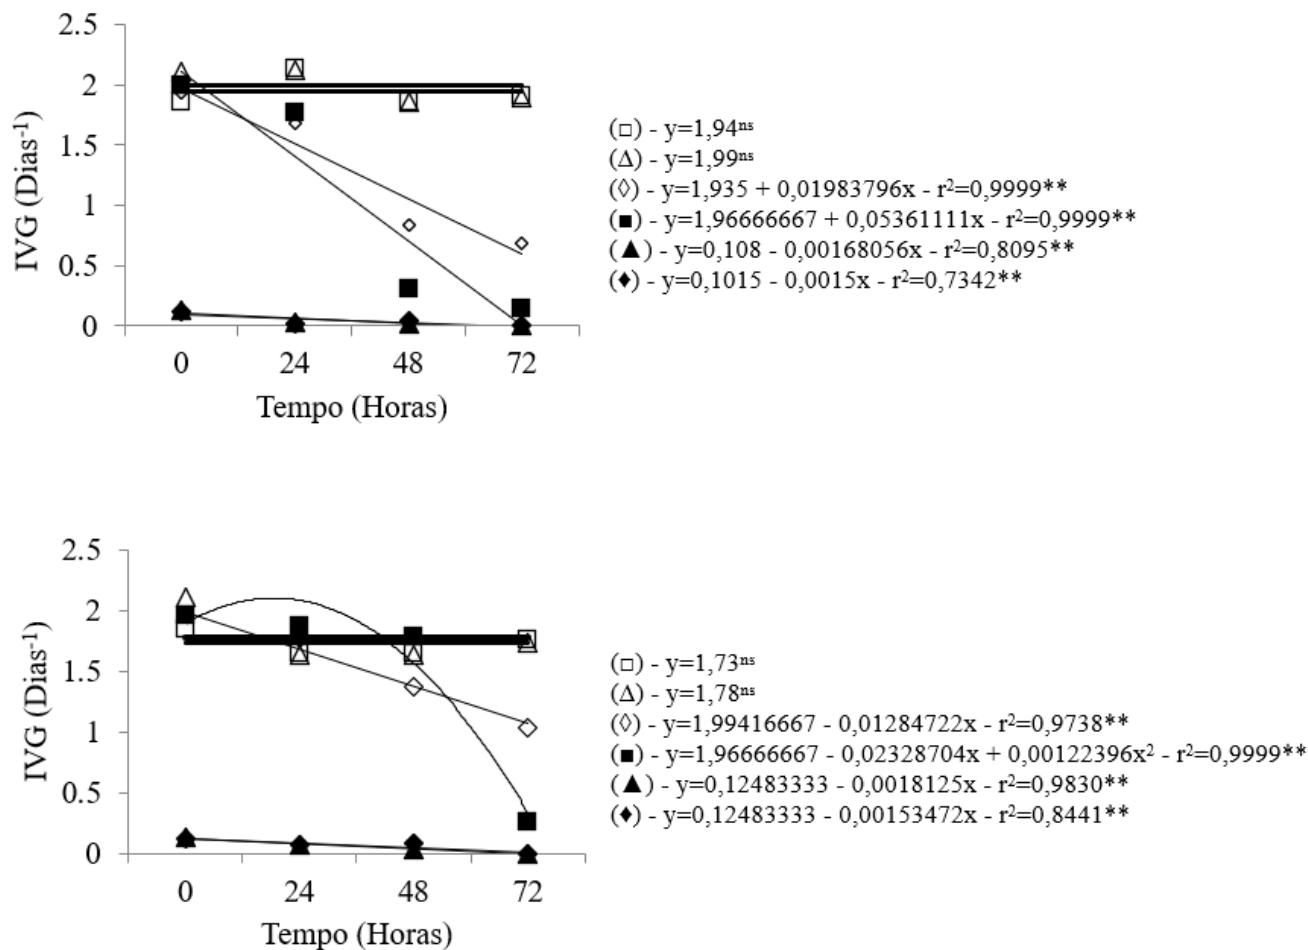 2.5
2
1.5
1
0.5
0
0 24 48 72
IVG (Dias-1)
Tempo (Horas)
(□) - y=1,94ns
(Δ) - y=1,99ns
(◊) - y=1,935 + 0,01983796x - r²=0,9999**
(■) - y=1,96666667 + 0,05361111x - r²=0,9999**
(▲) - y=0,108 - 0,00168056x - r²=0,8095**
(♦) - y=0,1015 - 0,0015x - r²=0,7342**
2.5
2
1.5
1
0.5
0
0 24 48 72
IVG (Dias-1)
Tempo (Horas)
(□) - y=1,73ns
(Δ) - y=1,78ns
(◊) - y=1,99416667 - 0,01284722x - r²=0,9738**
(■) - y=1,96666667 - 0,02328704x + 0,00122396x² - r²=0,9999**
(▲) - y=0,12483333 - 0,0018125x - r²=0,9830**
(♦) - y=0,12483333 - 0,00153472x - r²=0,8441**